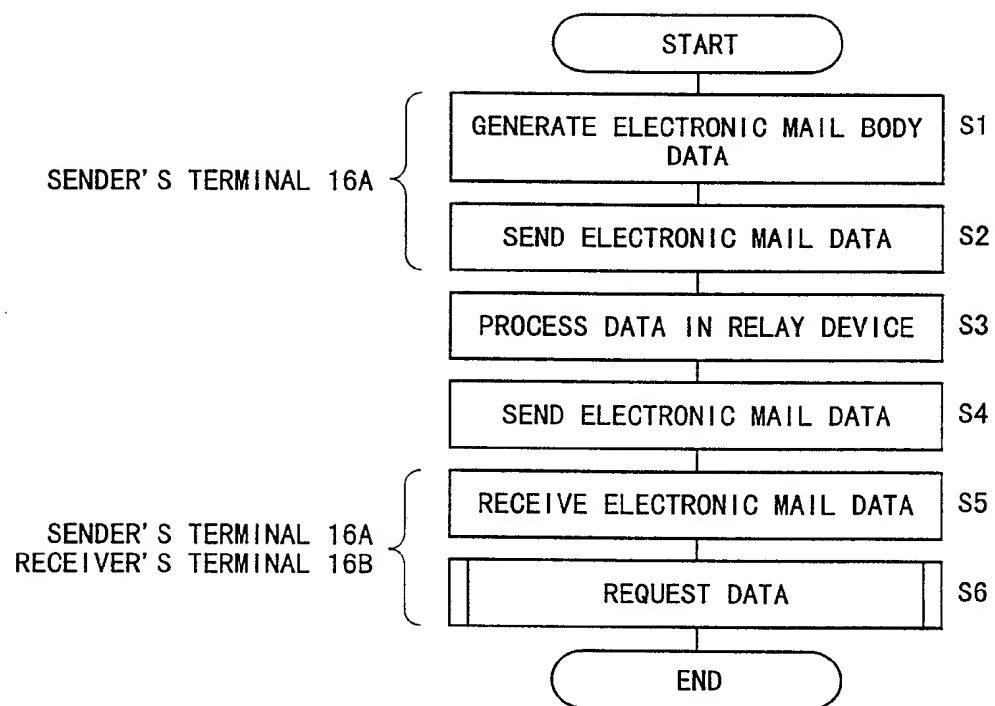 START
GENERATE ELECTRONIC MAIL BODY
DATA
S1
SENDER'S TERMINAL 16A
SEND ELECTRONIC MAIL DATA
S2
PROCESS DATA IN RELAY DEVICE
S3
SEND ELECTRONIC MAIL DATA
S4
RECEIVE ELECTRONIC MAIL DATA
S5
SENDER'S TERMINAL 16A
RECEIVER'S TERMINAL 16B
REQUEST DATA
S6
END